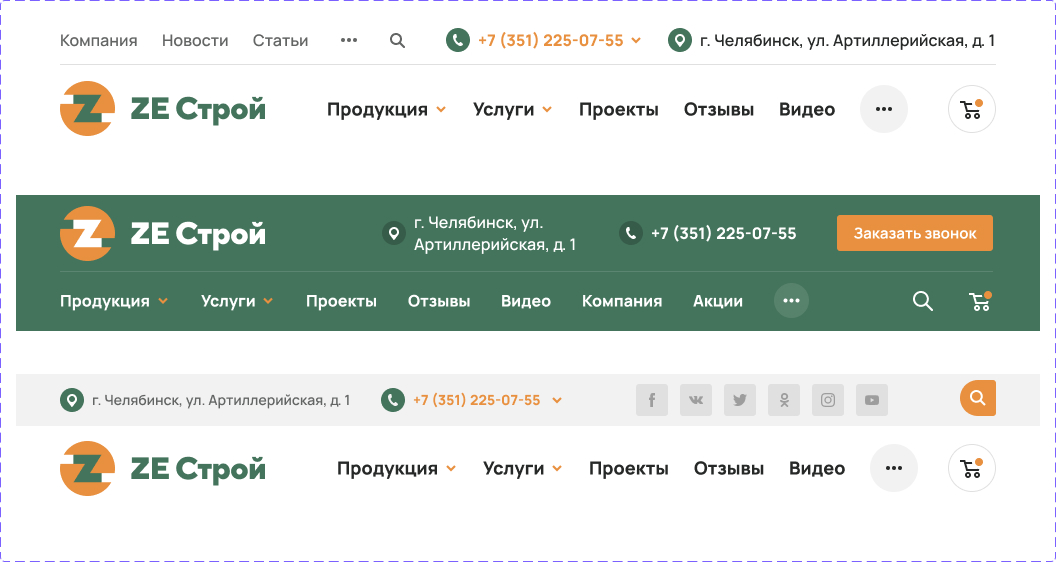 Компания Новости Статьи ••• +7 (351) 225-07-55 г. Челябинск, ул. Артиллерийская, д. 1
ZE Строй Продукция Услуги Проекты Отзывы Видео •••
ZE Строй
г. Челябинск, ул.
Артиллерийская, д. 1
+7 (351) 225-07-55 Заказать звонок
Продукция Услуги Проекты Отзывы Видео Компания Акции •••
г. Челябинск, ул. Артиллерийская, д. 1 +7 (351) 225-07-55
ZE Строй Продукция Услуги Проекты Отзывы Видео •••